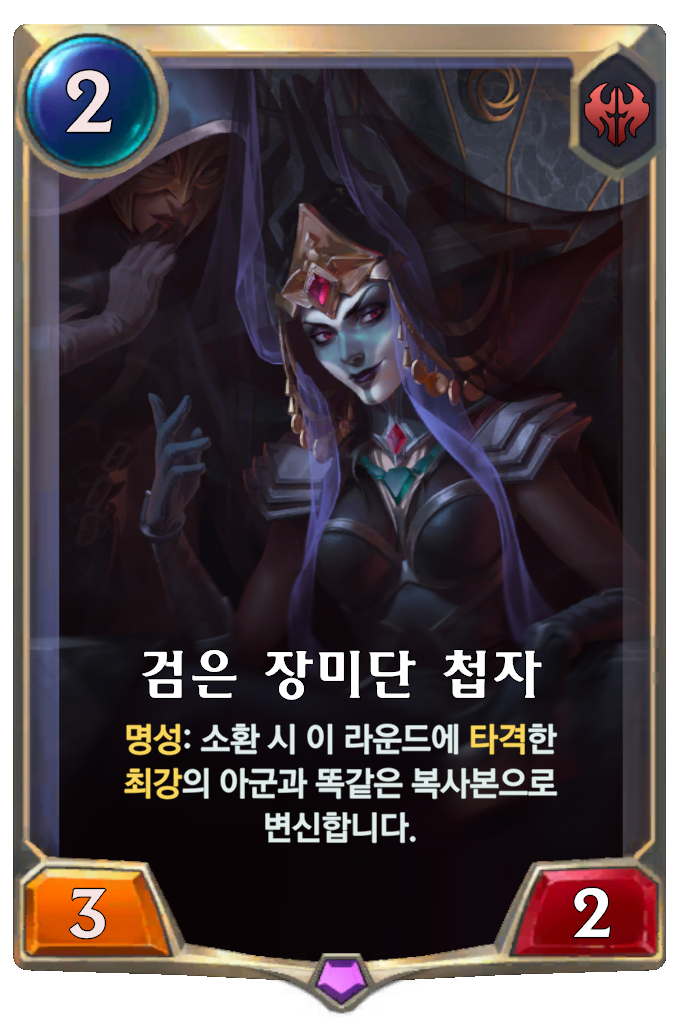 2
검은 장미단 첩자
명성: 소환 시 이 라운드에 타격한
최강의 아군과 똑같은 복사본으로
변신합니다.
3
2